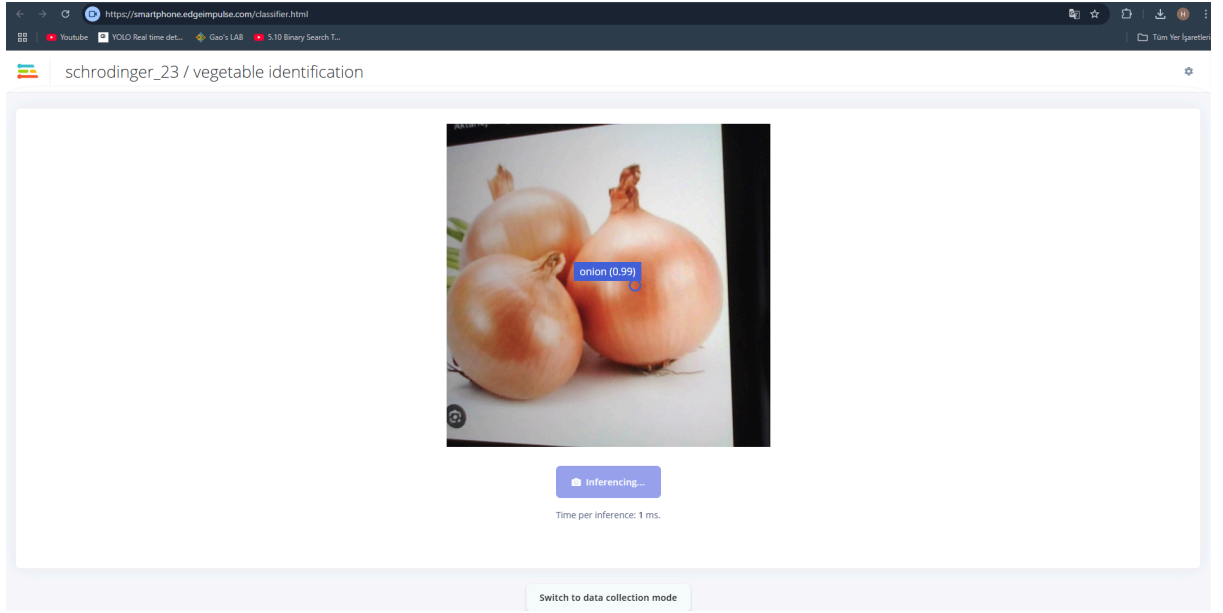 https://smartphone.edgeimpulse.com/classifier.html
Youtube
YOLO Real time det...
Gao's LAB
5.10 Binary Search T...
Tüm Yer İşaretleri
schrodinger_23 / vegetable identification
onion (0.99)
Inferencing...
Time per inference: 1 ms.
Switch to data collection mode